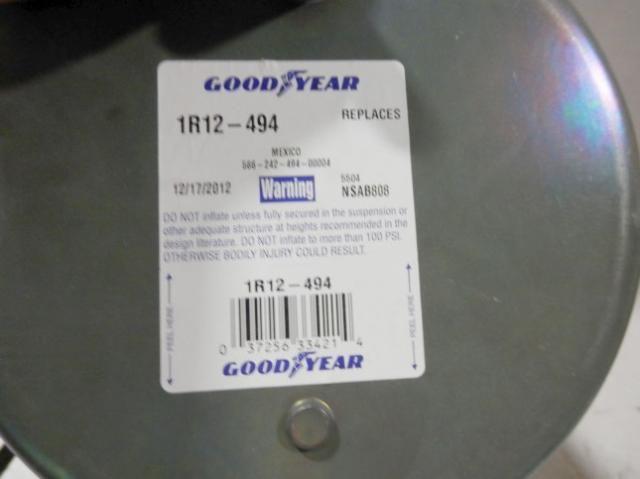 GOODYEAR
1R12-494
REPLACES
MEXICO
566-242-494-00004
12/17/2012
Warning
5504
NSAB808
DO NOT inflate unless fully secured in the suspension or
other adequate structure at heights recommended in the
design literature. DO NOT inflate to more than 100 PSI.
OTHERWISE BODILY INJURY COULD RESULT.
1R12-494
PEEL HERE
PEEL HERE
0 37256 33421 4
GOODYEAR